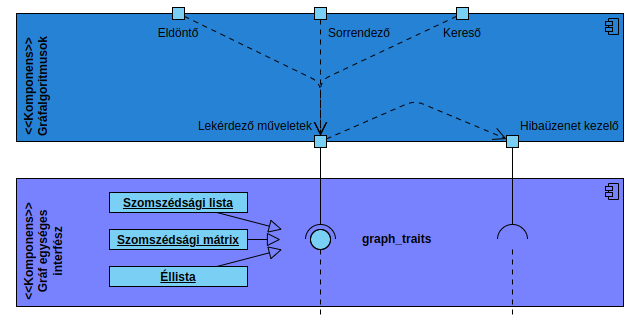 Eldöntő
Sorrendező
Kereső
<<Komponens>>
Gráfalgoritmusok
Lekérdező műveletek
Hibaüzenet kezelő
<<Komponens>>
Gráf egységes
interfész
Szomszédsági lista
Szomszédsági mátrix
Éllista
graph_traits